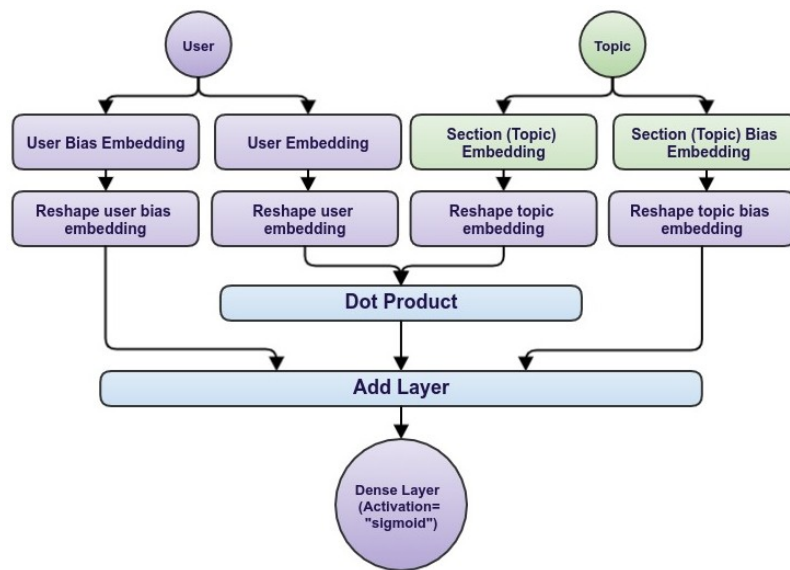 User
Topic
User Bias Embedding
User Embedding
Section (Topic)
Embedding
Section (Topic) Bias
Embedding
Reshape user bias
embedding
Reshape user
embedding
Reshape topic
embedding
Reshape topic bias
embedding
Dot Product
Add Layer
Dense Layer
(Activation=
"sigmoid")